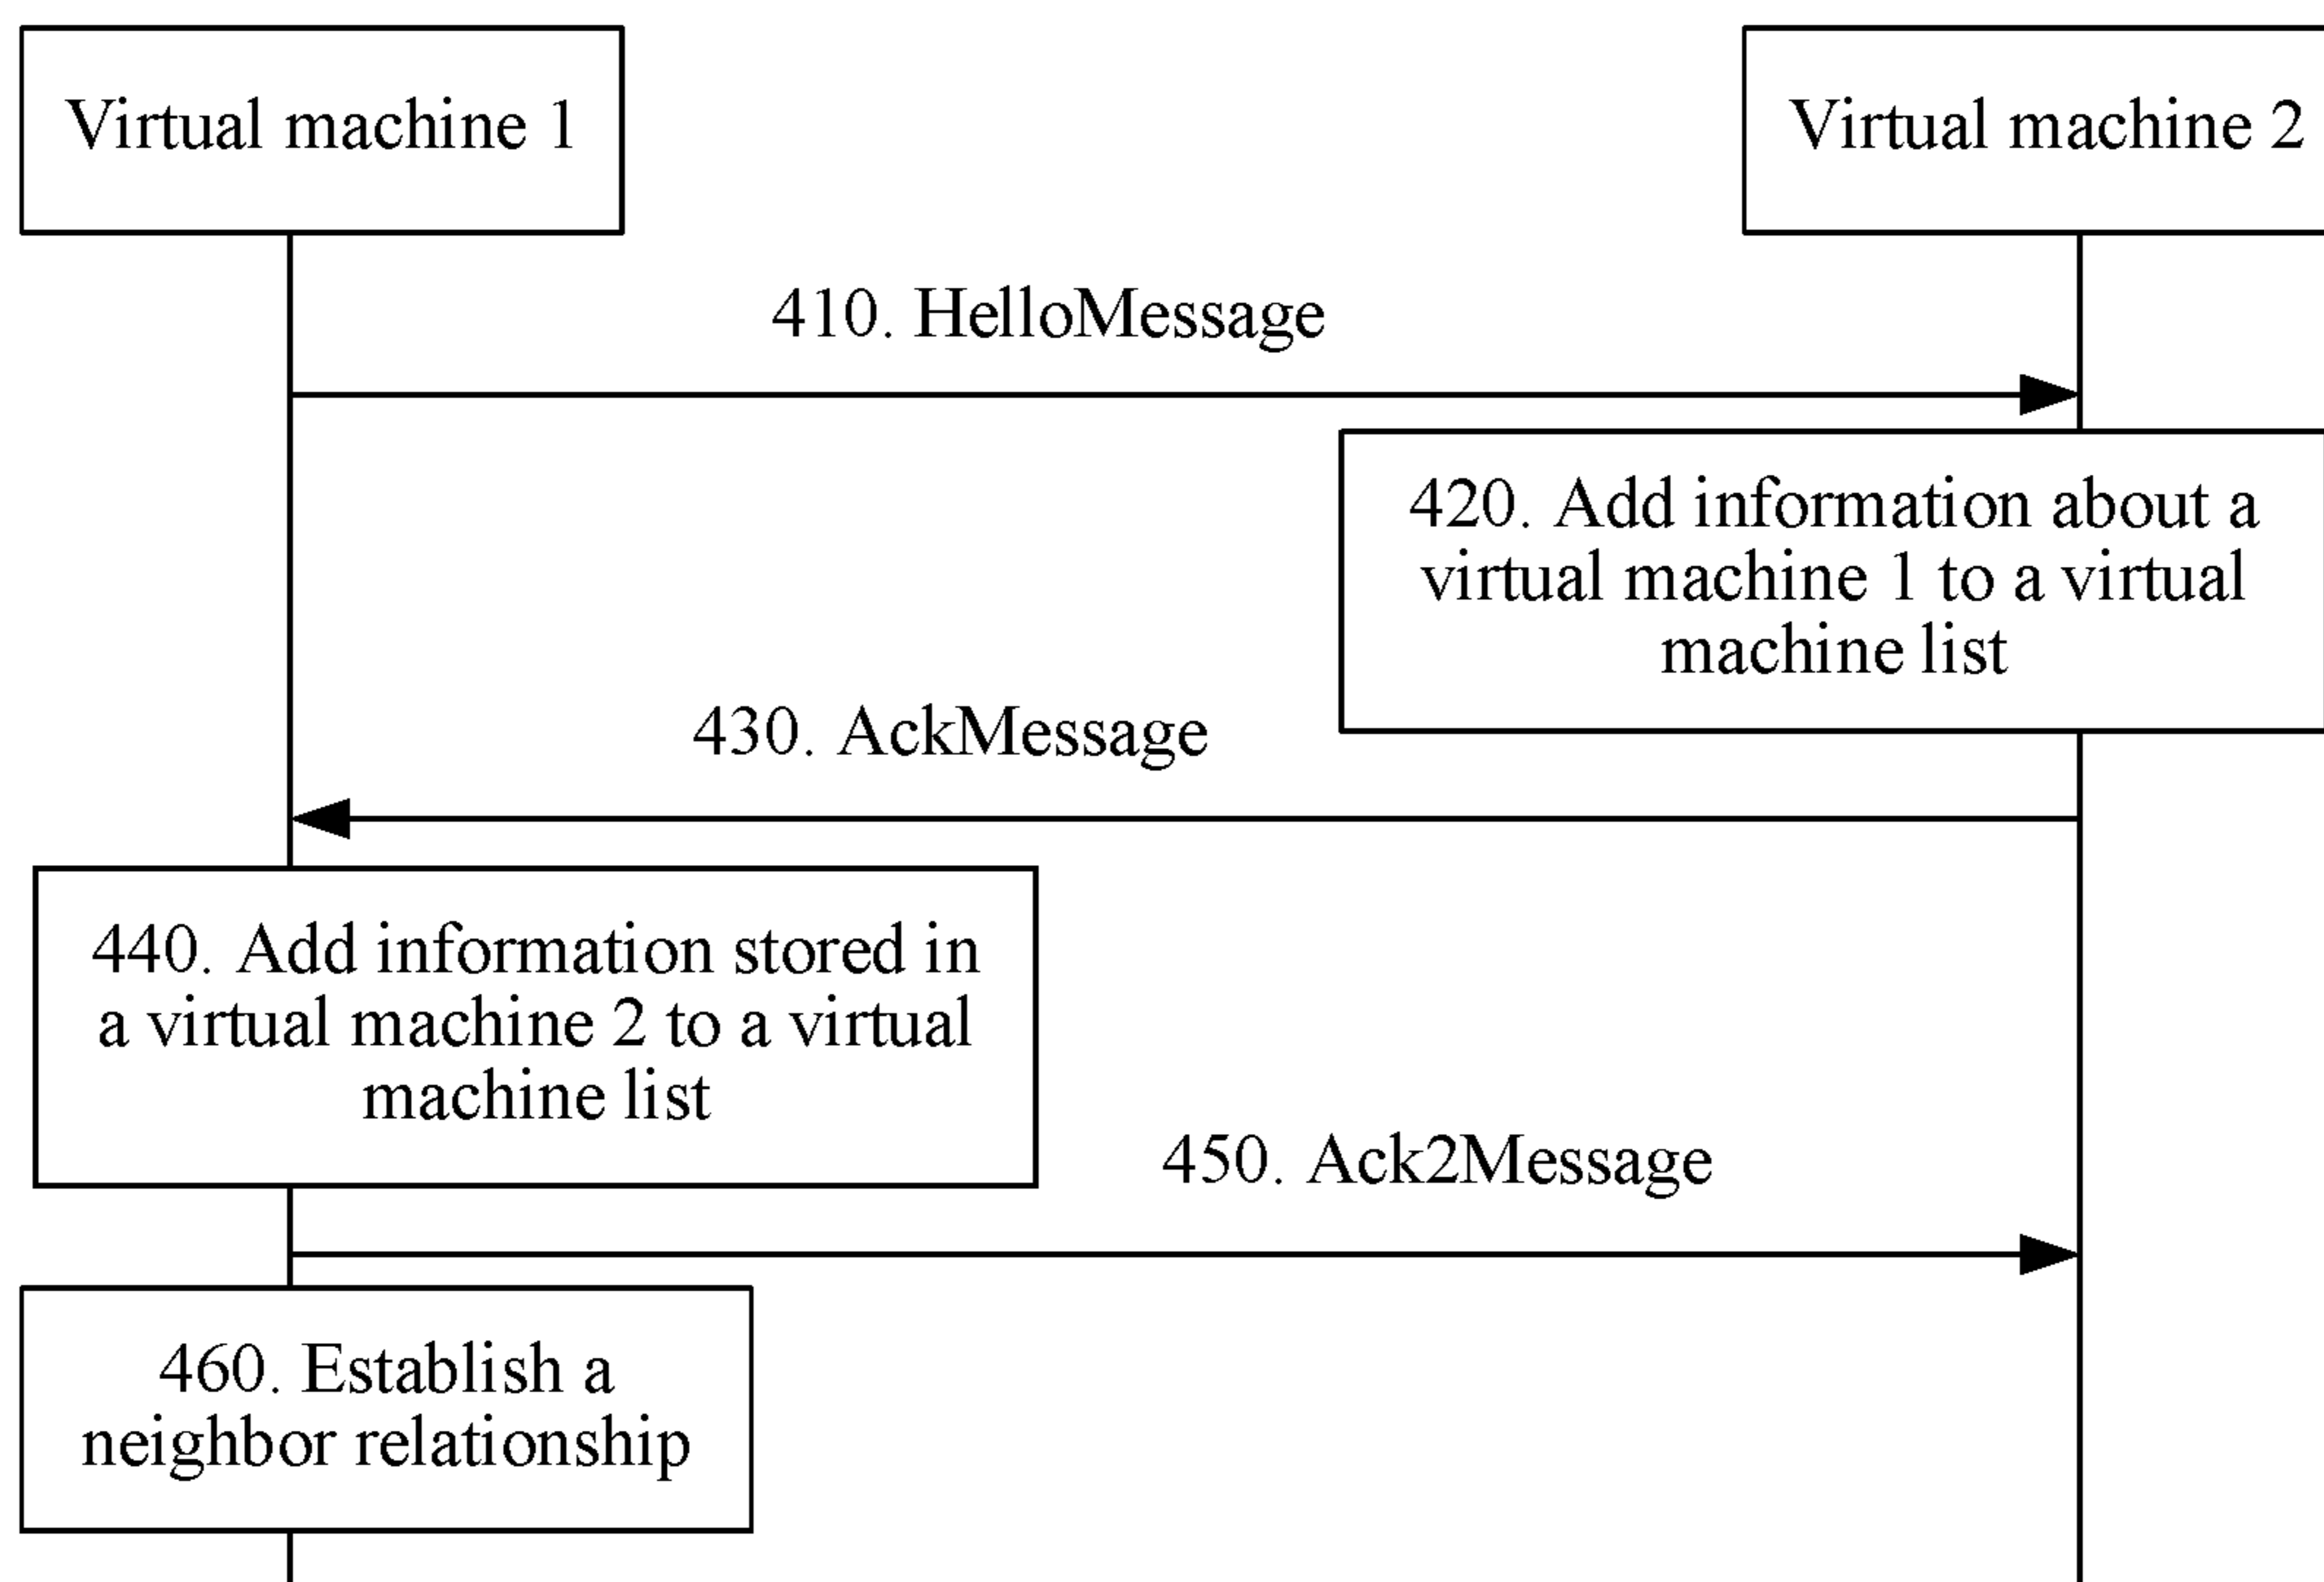 Virtual machine 1
Virtual machine 2
410. HelloMessage
420. Add information about a
virtual machine 1 to a virtual
machine list
430. AckMessage
440. Add information stored in
a virtual machine 2 to a virtual
machine list
450. Ack2Message
460. Establish a
neighbor relationship